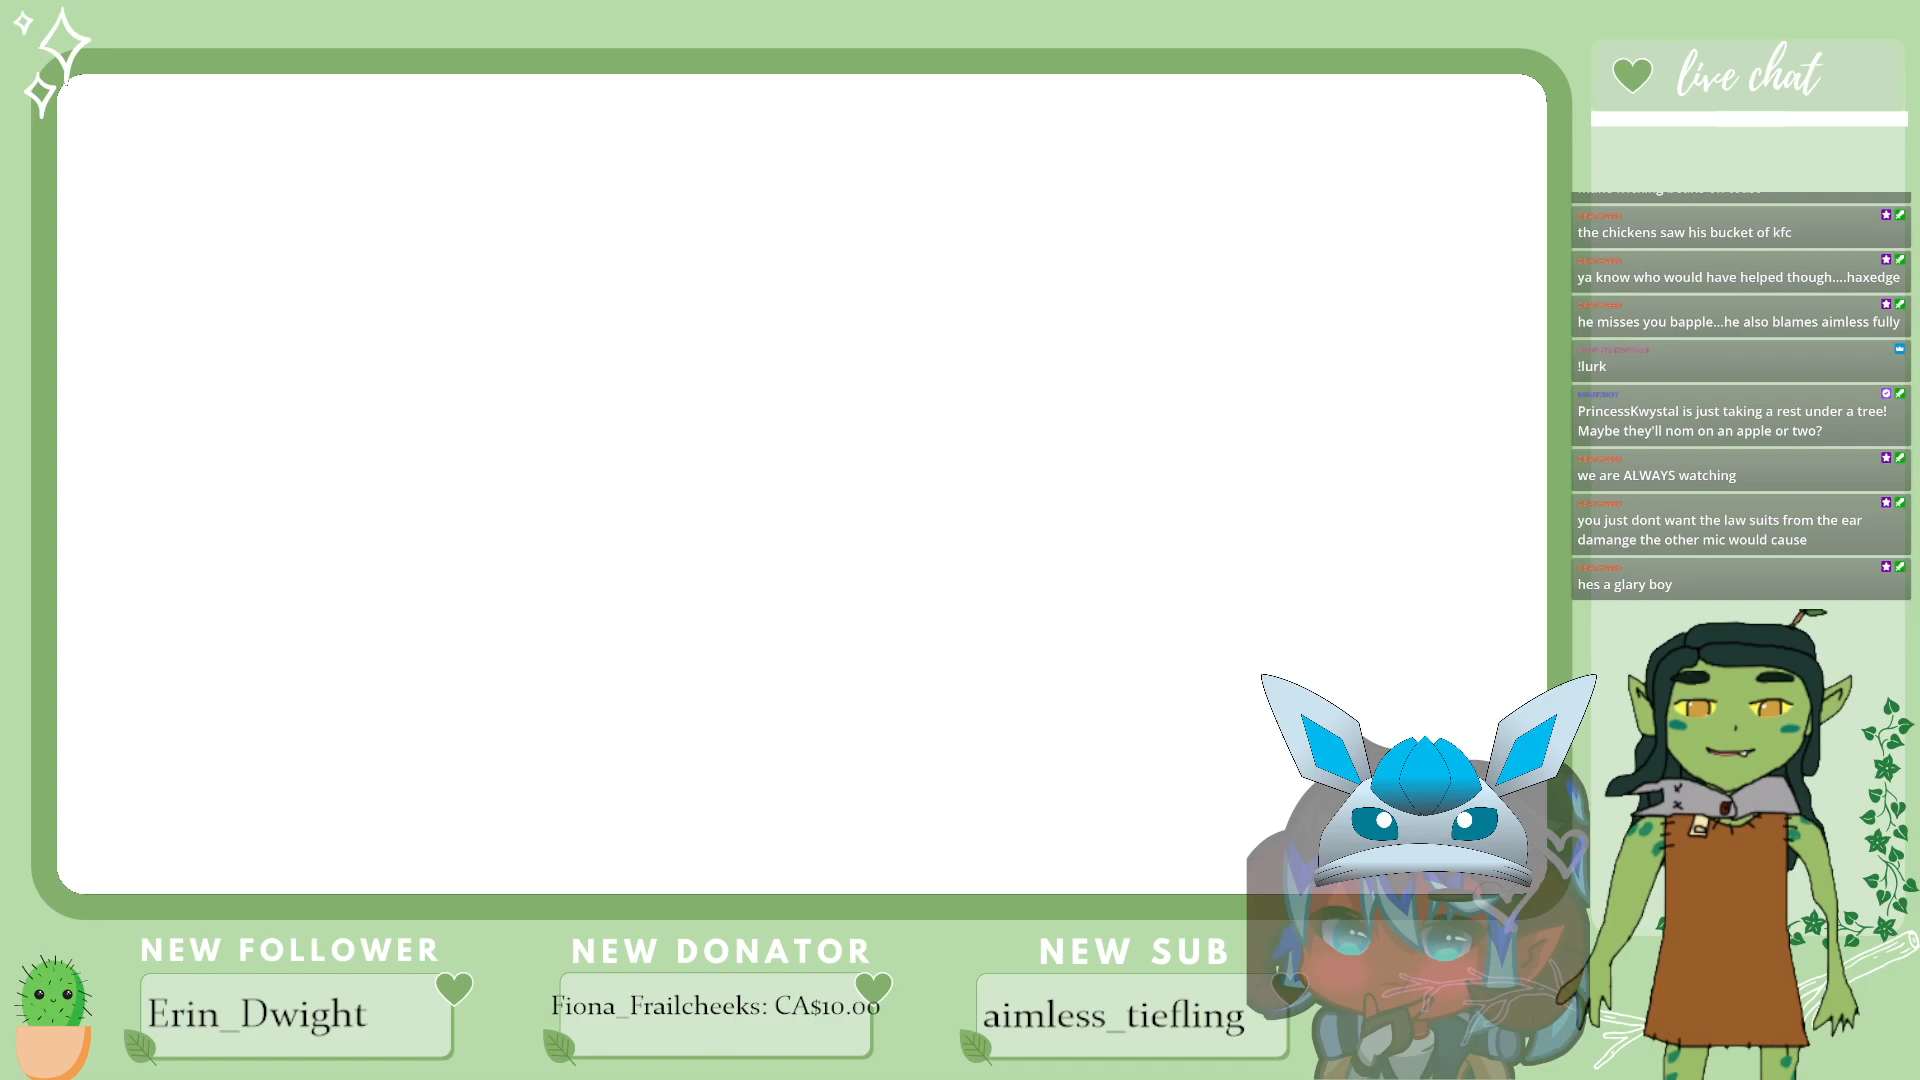 live chat
the chickens saw his bucket of kfc
ya know who would have helped though....haxedge
he misses you bapple...he also blames aimless fully
!lurk
PrincessKwystal is just taking a rest under a tree!
Maybe they'll nom on an apple or two?
we are ALWAYS watching
you just dont want the law suits from the ear
damange the other mic would cause
hes a glary boy
NEW FOLLOWER
Erin_Dwight
NEW DONATOR
Fiona_Frailcheeks: CA$10.00
NEW SUB
aimless_tiefling